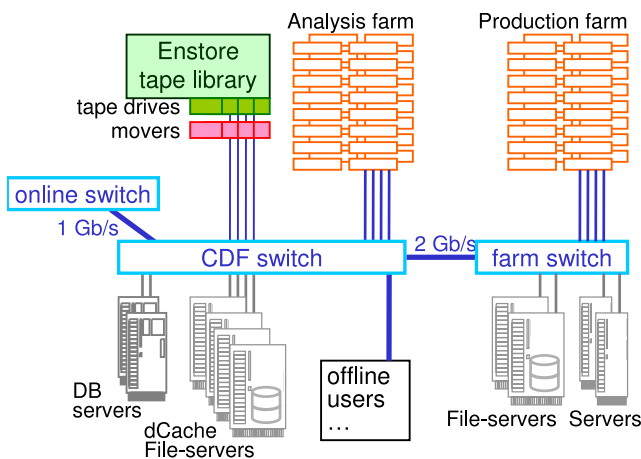 Analysis farm
Production farm
Enstore
tape library
tape drives
movers
online switch
1 Gb/s
CDF switch
2 Gb/s
farm switch
DB
servers
dCache
File-servers
offline
users
...
File-servers
Servers